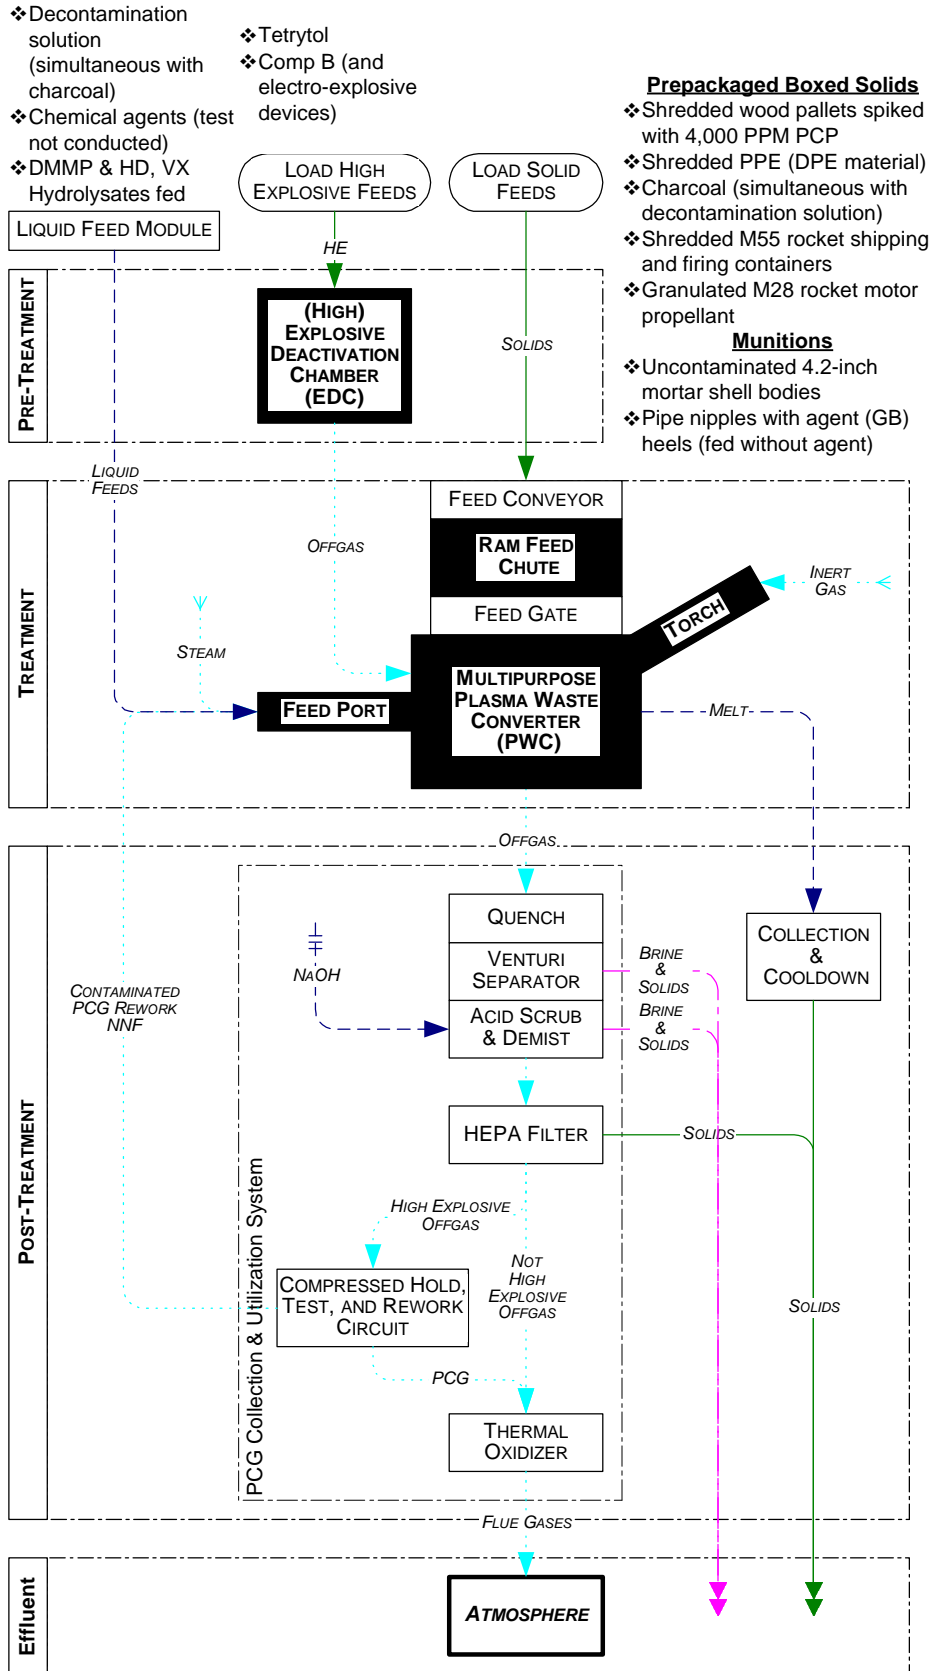 ❖Decontamination
solution
(simultaneous with
charcoal)
❖Chemical agents (test
not conducted)
❖DMMP & HD, VX
Hydrolysates fed
❖Tetrytol
❖Comp B (and
electro-explosive
devices)
Prepackaged Boxed Solids
❖Shredded wood pallets spiked
with 4,000 PPM PCP
❖Shredded PPE (DPE material)
❖Charcoal (simultaneous with
decontamination solution)
❖Shredded M55 rocket shipping
and firing containers
❖Granulated M28 rocket motor
propellant
Munitions
❖Uncontaminated 4.2-inch
mortar shell bodies
❖Pipe nipples with agent (GB)
heels (fed without agent)
LIQUID FEED MODULE
LOAD HIGH
EXPLOSIVE FEEDS
LOAD SOLID
FEEDS
HE
PRE-TREATMENT
(HIGH)
EXPLOSIVE
DEACTIVATION
CHAMBER
(EDC)
SOLIDS
LIQUID
FEEDS
TREATMENT
OFFGAS
FEED CONVEYOR
RAM FEED
CHUTE
FEED GATE
TORCH
INERT
GAS
STEAM
FEED PORT
MULTIPURPOSE
PLASMA WASTE
CONVERTER
(PWC)
MELT
OFFGAS
POST-TREATMENT
PCG Collection & Utilization System
QUENCH
VENTURI
SEPARATOR
ACID SCRUB
& DEMIST
NAOH
BRINE
&
SOLIDS
BRINE
&
SOLIDS
COLLECTION
&
COOLDOWN
CONTAMINATED
PCG REWORK
NNF
HEPA FILTER
SOLIDS
HIGH EXPLOSIVE
OFFGAS
NOT
HIGH
EXPLOSIVE
OFFGAS
COMPRESSED HOLD,
TEST, AND REWORK
CIRCUIT
SOLIDS
PCG
THERMAL
OXIDIZER
FLUE GASES
Effluent
ATMOSPHERE